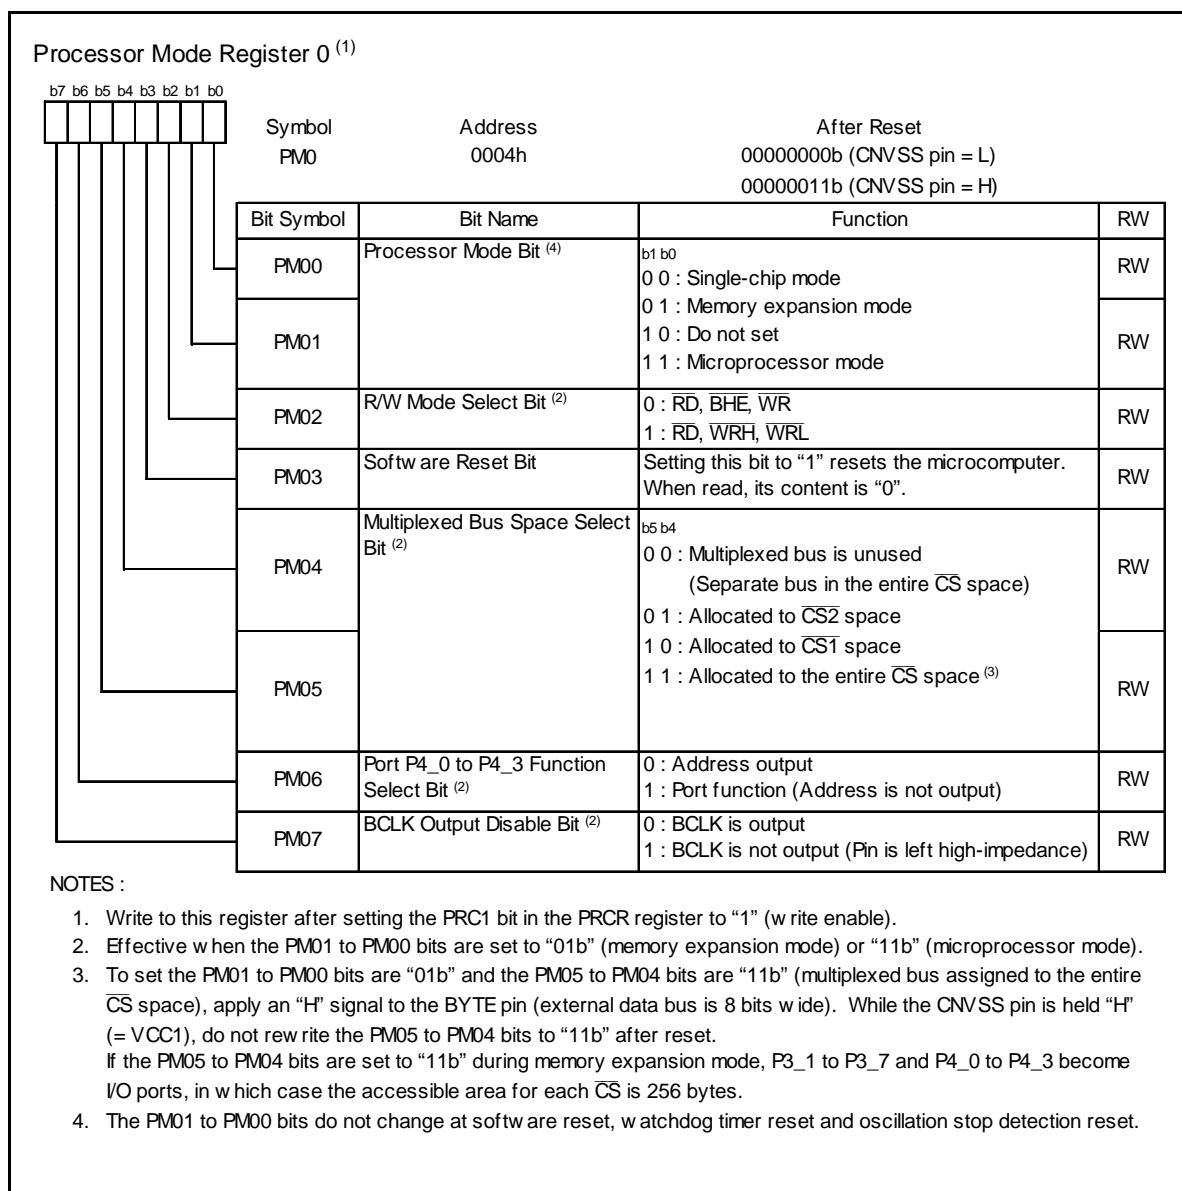 Processor Mode Register 0 (1)
b7 b6 b5 b4 b3 b2 b1 b0
Symbol Address After Reset
PM0 0004h 00000000b (CNVSS pin = L)
00000011b (CNVSS pin = H)
Bit Symbol Bit Name Function RW
PM00 Processor Mode Bit (4) b1 b0 RW
0 0 : Single-chip mode
0 1 : Memory expansion mode
PM01 1 0 : Do not set RW
1 1 : Microprocessor mode
PM02 R/W Mode Select Bit (2) 0 : R̅D̅, B̅H̅E̅, W̅R̅ RW
1 : R̅D̅, W̅R̅H̅, W̅R̅L̅
PM03 Software Reset Bit Setting this bit to “1” resets the microcomputer. RW
When read, its content is “0”.
PM04 Multiplexed Bus Space Select b5 b4 RW
Bit (2)
0 0 : Multiplexed bus is unused
(Separate bus in the entire C̅S̅ space)
0 1 : Allocated to C̅S̅2̅ space
PM05 1 0 : Allocated to C̅S̅1̅ space RW
1 1 : Allocated to the entire C̅S̅ space (3)
PM06 Port P4_0 to P4_3 Function 0 : Address output RW
Select Bit (2) 1 : Port function (Address is not output)
PM07 BCLK Output Disable Bit (2) 0 : BCLK is output RW
1 : BCLK is not output (Pin is left high-impedance)
NOTES :
1. Write to this register after setting the PRC1 bit in the PRCR register to “1” (write enable).
2. Effective when the PM01 to PM00 bits are set to “01b” (memory expansion mode) or “11b” (microprocessor mode).
3. To set the PM01 to PM00 bits are “01b” and the PM05 to PM04 bits are “11b” (multiplexed bus assigned to the entire
C̅S̅ space), apply an “H” signal to the BYTE pin (external data bus is 8 bits wide). While the CNVSS pin is held “H”
(= VCC1), do not rewrite the PM05 to PM04 bits to “11b” after reset.
If the PM05 to PM04 bits are set to “11b” during memory expansion mode, P3_1 to P3_7 and P4_0 to P4_3 become
I/O ports, in which case the accessible area for each C̅S̅ is 256 bytes.
4. The PM01 to PM00 bits do not change at software reset, watchdog timer reset and oscillation stop detection reset.